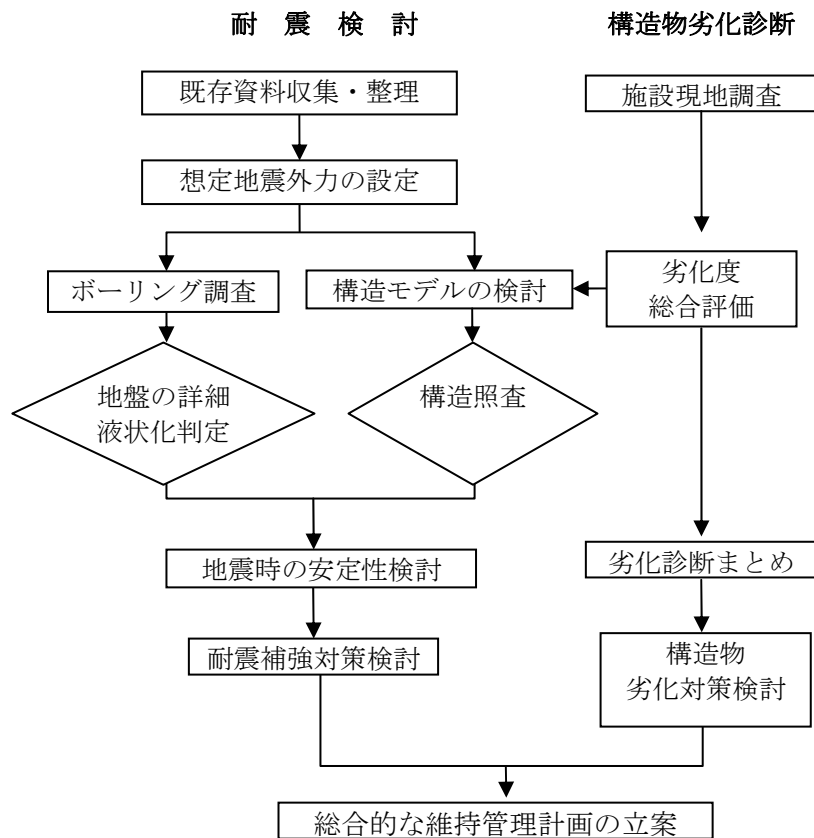 耐 震 検 討
構造物劣化診断
既存資料収集・整理
施設現地調査
想定地震外力の設定
ボーリング調査
構造モデルの検討
劣化度
総合評価
地盤の詳細
液状化判定
構造照査
地震時の安定性検討
劣化診断まとめ
耐震補強対策検討
構造物
劣化対策検討
総合的な維持管理計画の立案